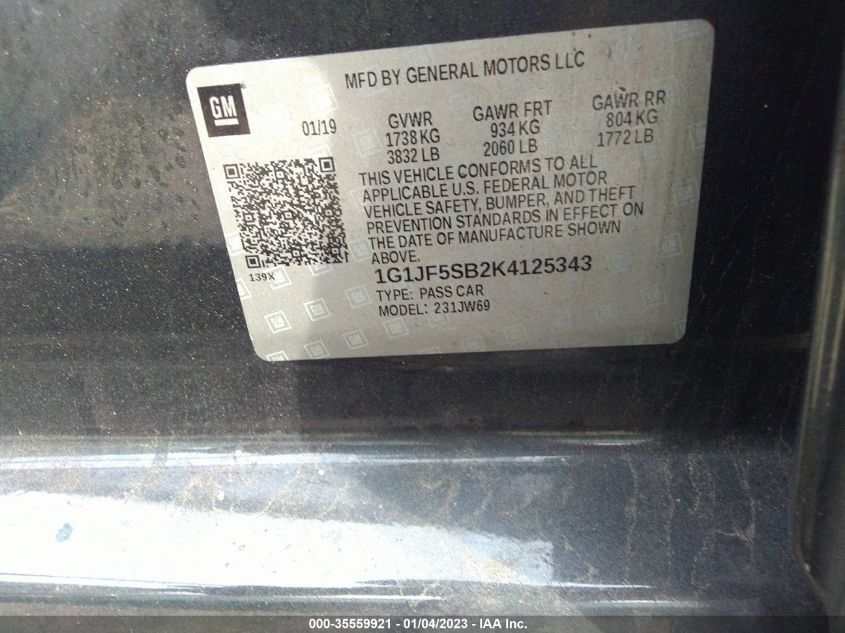 MFD BY GENERAL MOTORS LLC
GM
01/19
GVWR
1738 KG
3832 LB
GAWR FRT
934 KG
2060 LB
GAWR RR
804 KG
1772 LB
THIS VEHICLE CONFORMS TO ALL
APPLICABLE U.S. FEDERAL MOTOR
VEHICLE SAFETY, BUMPER, AND THEFT
PREVENTION STANDARDS IN EFFECT ON
THE DATE OF MANUFACTURE SHOWN
ABOVE.
139X
1G1JF5SB2K4125343
TYPE: PASS CAR
MODEL: 231JW69
000-35559921 - 01/04/2023 - IAA Inc.